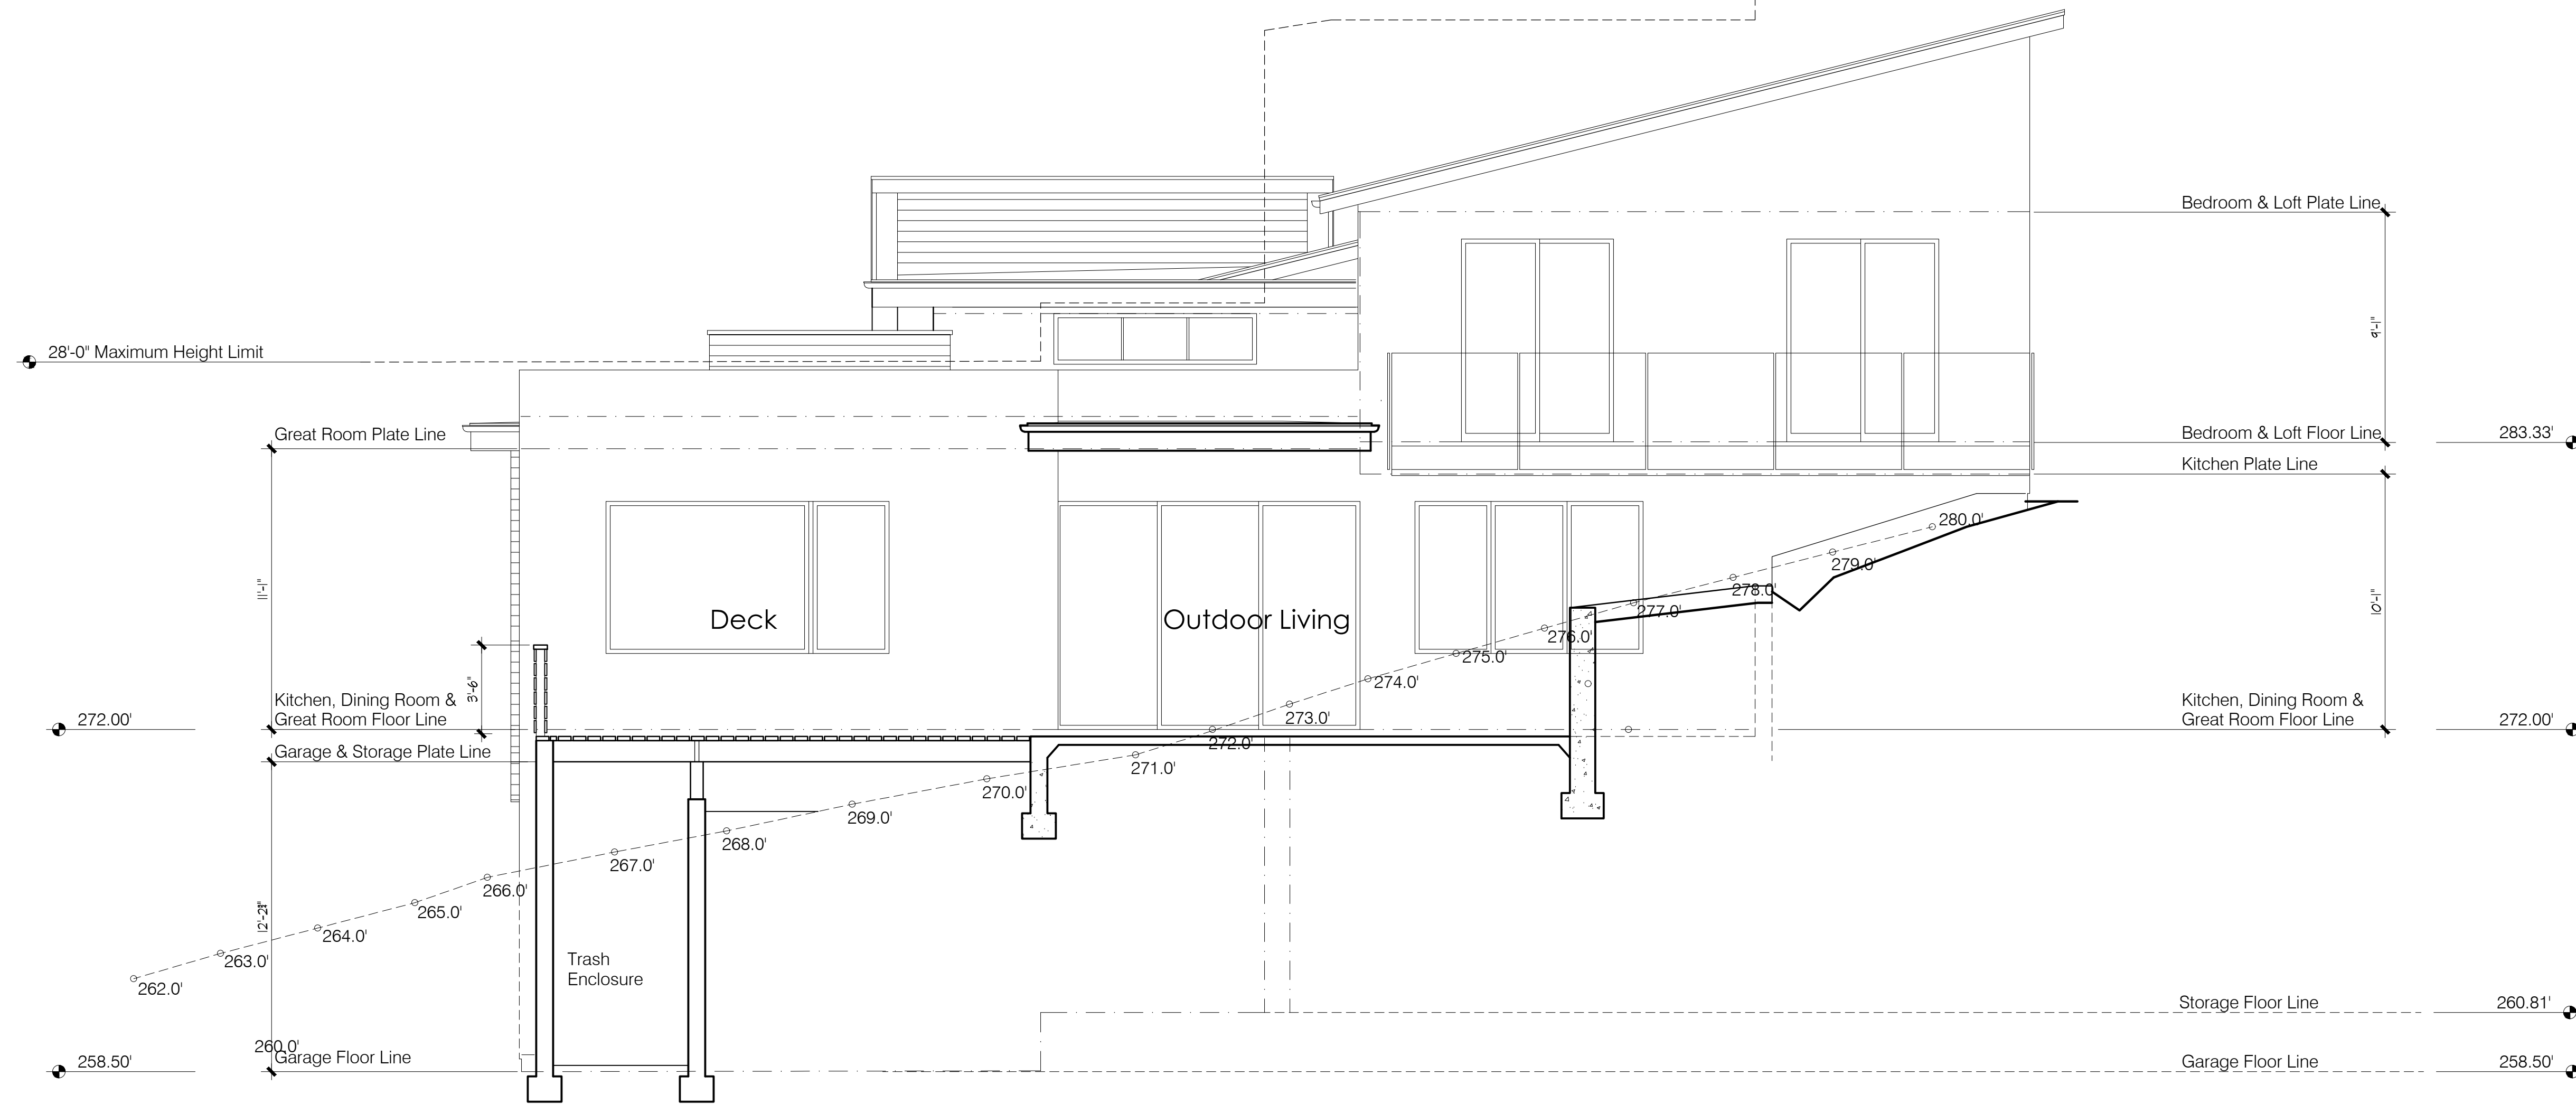 Bedroom & Loft Plate Line
9'-1"
28'-0" Maximum Height Limit
Great Room Plate Line
Bedroom & Loft Floor Line
283.33'
Kitchen Plate Line
280.0'
279.0'
278.0'
277.0'
276.0'
275.0'
274.0'
273.0'
272.0'
271.0'
270.0'
269.0'
268.0'
267.0'
266.0'
265.0'
264.0'
263.0'
262.0'
260.0'
11'-1"
10'-1"
Deck
Outdoor Living
3'-6"
Kitchen, Dining Room &
Great Room Floor Line
272.00'
Kitchen, Dining Room &
Great Room Floor Line
272.00'
Garage & Storage Plate Line
Trash
Enclosure
Storage Floor Line
260.81'
258.50'
Garage Floor Line
Garage Floor Line
258.50'